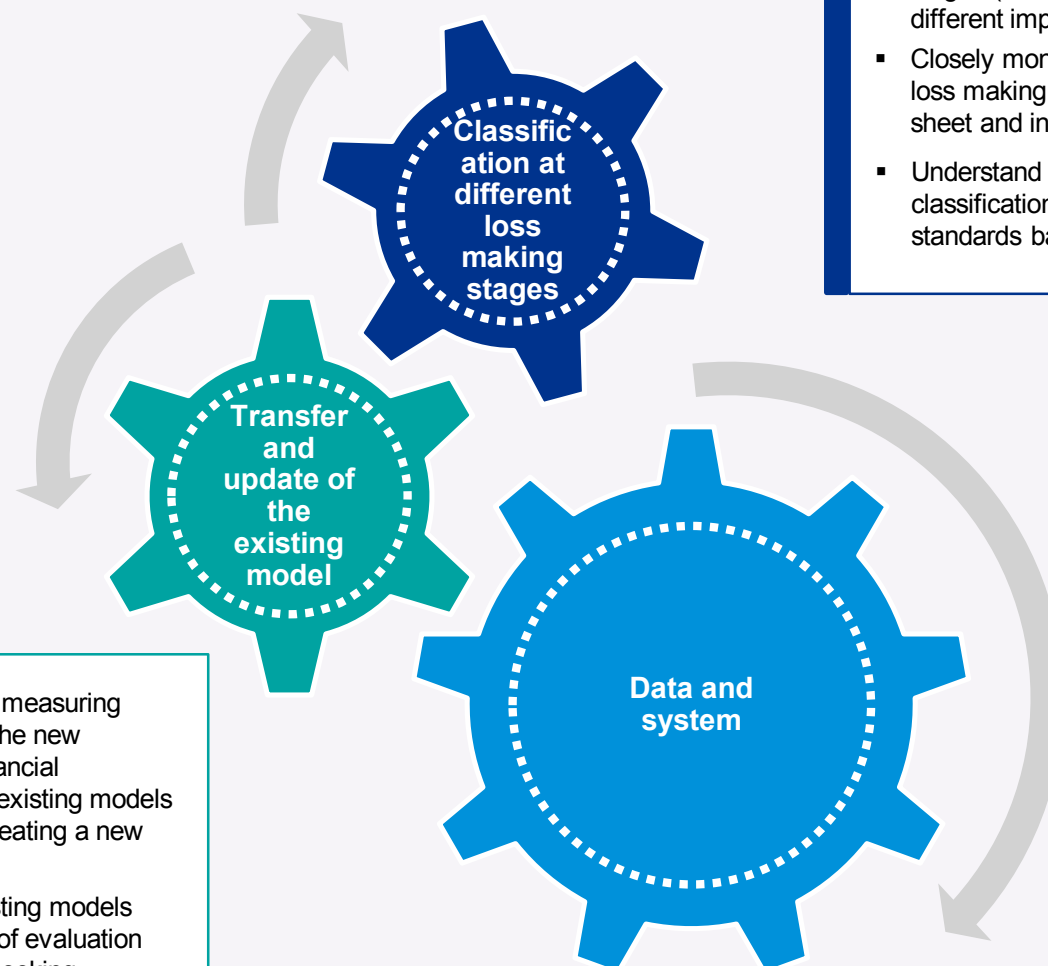 different imp
▪ Closely mon
loss making
sheet and in
▪ Understand
classification
standards ba
Classific
ation at
different
loss
making
stages
Transfer
and
update of
the
existing
model
Data and
system
measuring
he new
ancial
existing models
eating a new
sting models
of evaluation